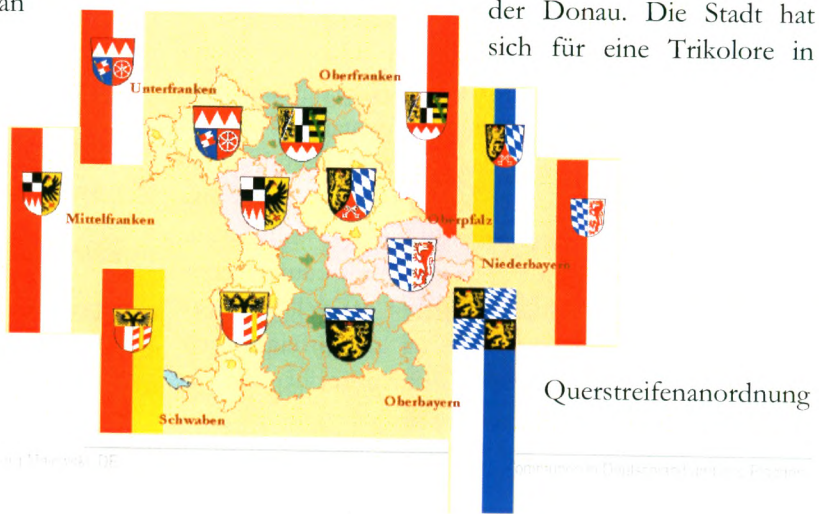 an
der Donau. Die Stadt hat
sich für eine Trikolore in
Unterfranken
Oberfranken
Mittelfranken
Oberpfalz
Niederbayern
Schwaben
Oberbayern
Querstreifenanordnung